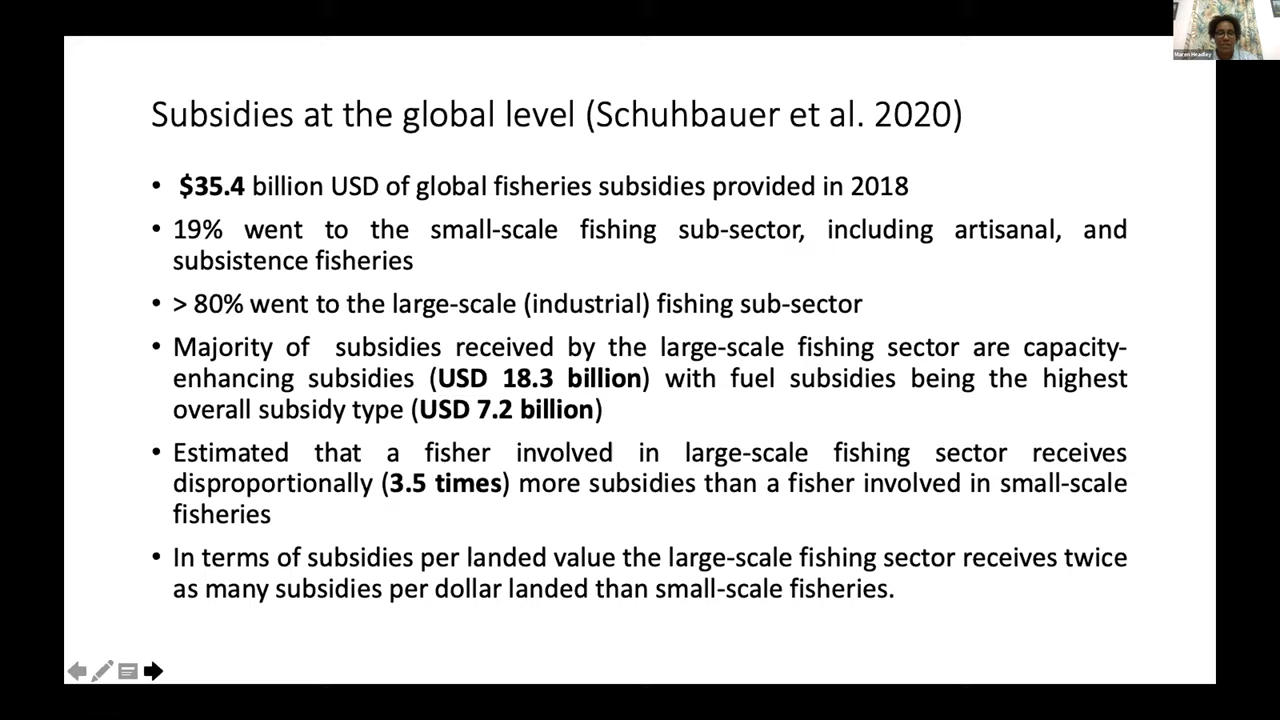 Maren Headley
Subsidies at the global level (Schuhbauer et al. 2020)
• $35.4 billion USD of global fisheries subsidies provided in 2018
• 19% went to the small-scale fishing sub-sector, including artisanal, and
subsistence fisheries
• > 80% went to the large-scale (industrial) fishing sub-sector
• Majority of subsidies received by the large-scale fishing sector are capacity-
enhancing subsidies (USD 18.3 billion) with fuel subsidies being the highest
overall subsidy type (USD 7.2 billion)
• Estimated that a fisher involved in large-scale fishing sector receives
disproportionally (3.5 times) more subsidies than a fisher involved in small-scale
fisheries
• In terms of subsidies per landed value the large-scale fishing sector receives twice
as many subsidies per dollar landed than small-scale fisheries.